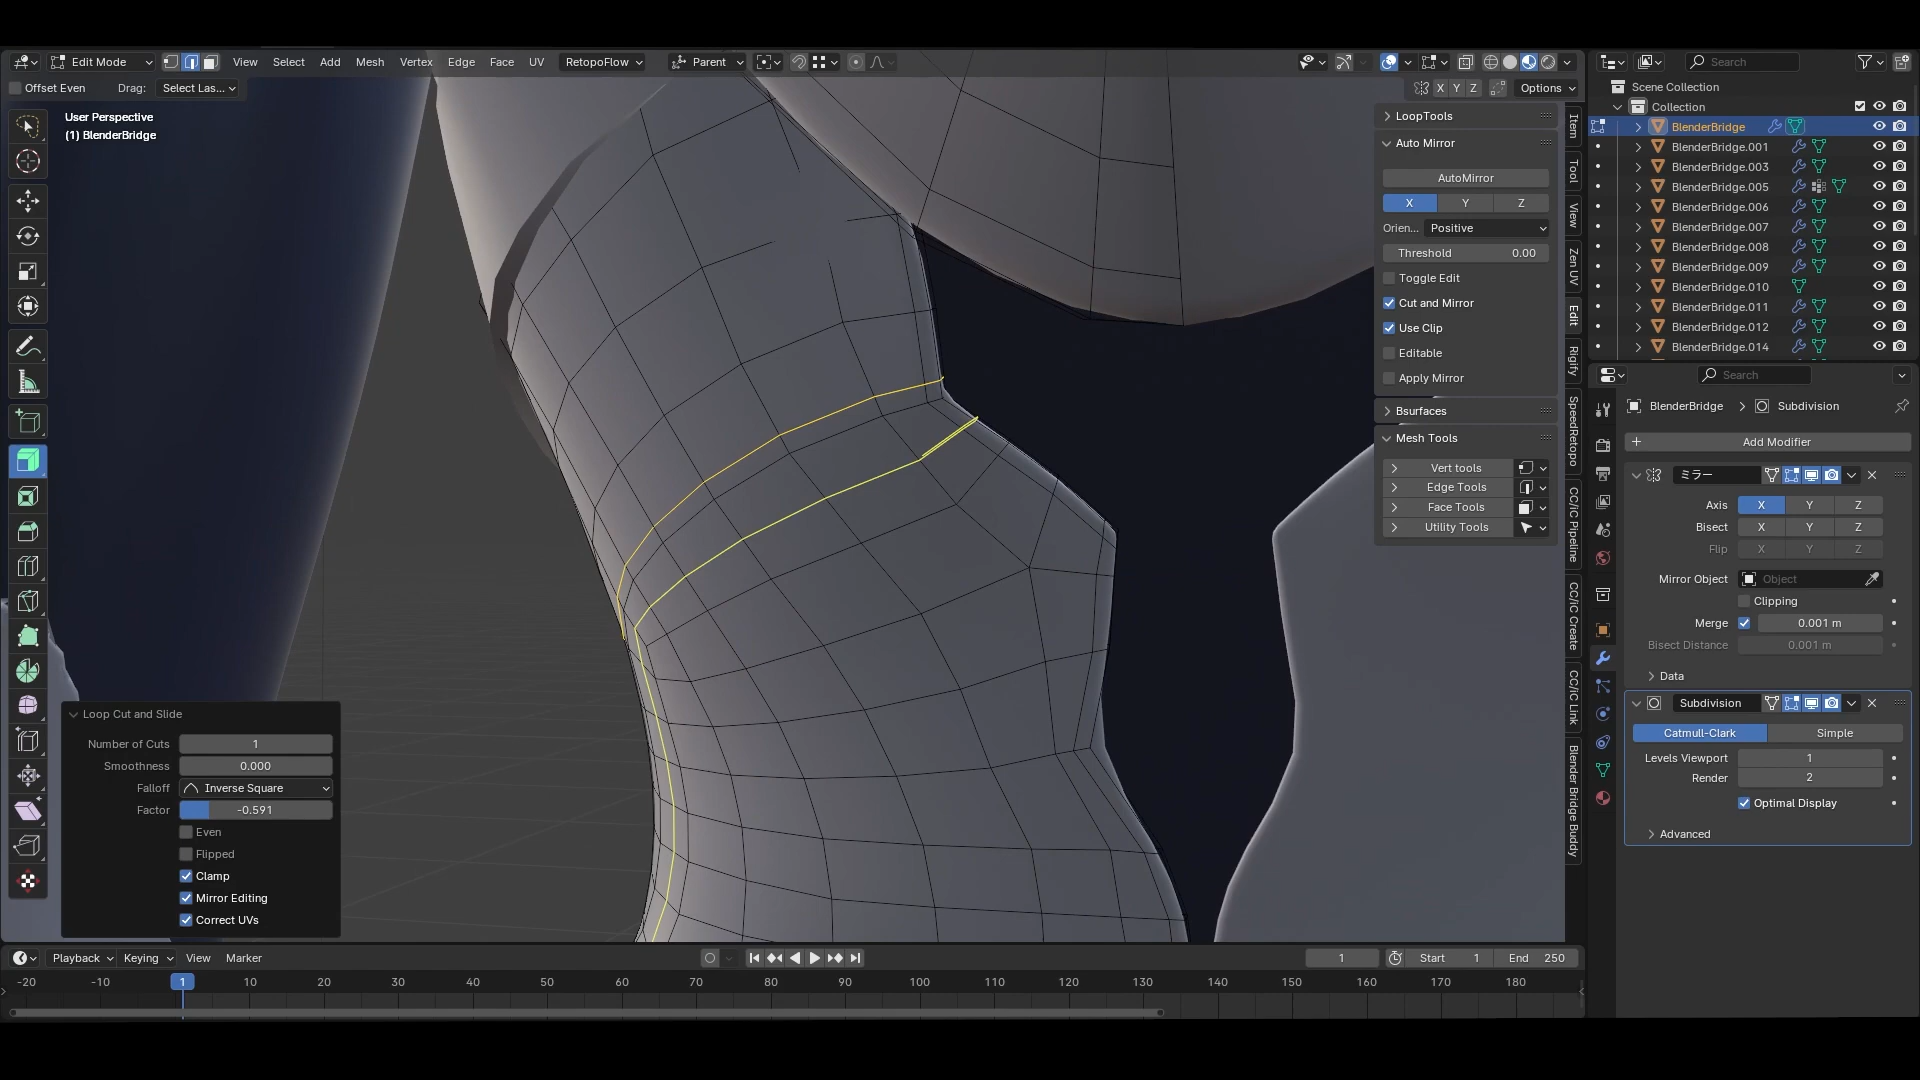 Edit Mode View Select Add Mesh Vertex Edge Face UV RetopoFlow Parent
Offset Even Drag: Select Las... X Y Z Options
User Perspective
(1) BlenderBridge
LoopTools
Auto Mirror
AutoMirror
X Y Z
Orien... Positive
Threshold 0.00
Toggle Edit
Cut and Mirror
Use Clip
Editable
Apply Mirror
Bsurfaces
Mesh Tools
Vert tools
Edge Tools
Face Tools
Utility Tools
Item
Tool
View
Zen UV
Edit
Rigify
SpeedRetopo
CC/iC Pipeline
CC/iC Create
CC/iC Link
Blender Bridge Buddy
Loop Cut and Slide
Number of Cuts 1
Smoothness 0.000
Falloff Inverse Square
Factor -0.591
Even
Flipped
Clamp
Mirror Editing
Correct UVs
Playback Keying View Marker
1 Start 1 End 250
-20 -10 1 10 20 30 40 50 60 70 80 90 100 110 120 130 140 150 160 170 180
Search
Scene Collection
Collection
BlenderBridge
BlenderBridge.001
BlenderBridge.003
BlenderBridge.005
BlenderBridge.006
BlenderBridge.007
BlenderBridge.008
BlenderBridge.009
BlenderBridge.010
BlenderBridge.011
BlenderBridge.012
BlenderBridge.014
Search
BlenderBridge > Subdivision
+ Add Modifier
ミラー
Axis X Y Z
Bisect X Y Z
Flip X Y Z
Mirror Object Object
Clipping
Merge 0.001 m
Bisect Distance 0.001 m
Data
Subdivision
Catmull-Clark Simple
Levels Viewport 1
Render 2
Optimal Display
Advanced